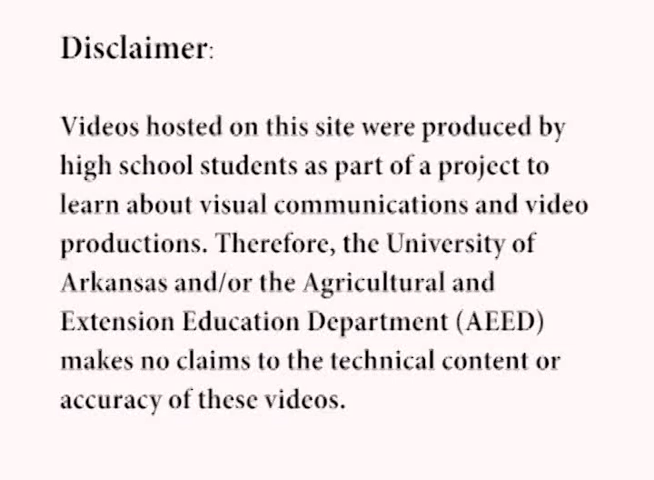 Disclaimer:
Videos hosted on this site were produced by
high school students as part of a project to
learn about visual communications and video
productions. Therefore, the University of
Arkansas and/or the Agricultural and
Extension Education Department (AEED)
makes no claims to the technical content or
accuracy of these videos.